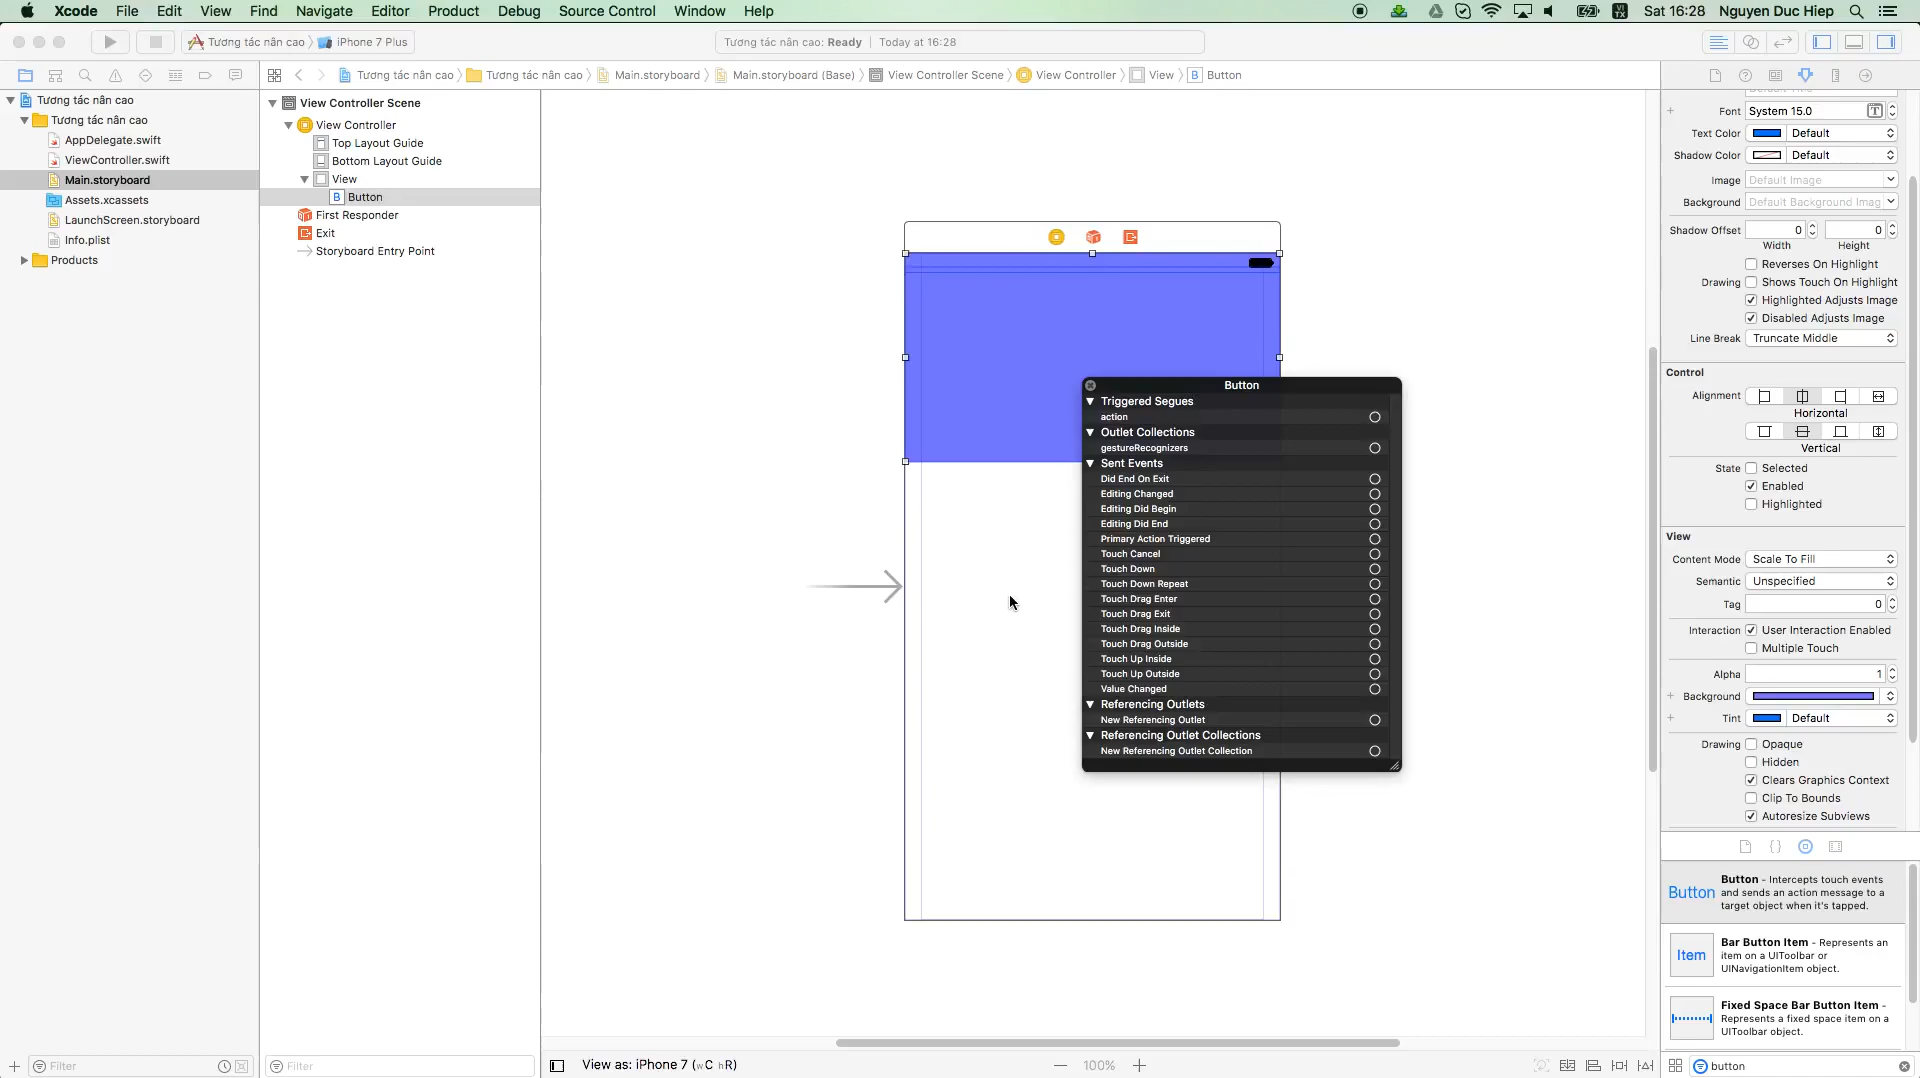 Xcode File Edit View Find Navigate Editor Product Debug Source Control Window Help
Sat 16:28 Nguyen Duc Hiep
Tương tác nân cao iPhone 7 Plus
Tương tác nân cao: Ready Today at 16:28
Tương tác nân cao Tương tác nân cao Main.storyboard Main.storyboard (Base) View Controller Scene View Controller View Button
Tương tác nân cao
Tương tác nân cao
AppDelegate.swift
ViewController.swift
Main.storyboard
Assets.xcassets
LaunchScreen.storyboard
Info.plist
Products
View Controller Scene
View Controller
Top Layout Guide
Bottom Layout Guide
View
Button
First Responder
Exit
Storyboard Entry Point
Button
Triggered Segues
action
Outlet Collections
gestureRecognizers
Sent Events
Did End On Exit
Editing Changed
Editing Did Begin
Editing Did End
Primary Action Triggered
Touch Cancel
Touch Down
Touch Down Repeat
Touch Drag Enter
Touch Drag Exit
Touch Drag Inside
Touch Drag Outside
Touch Up Inside
Touch Up Outside
Value Changed
Referencing Outlets
New Referencing Outlet
Referencing Outlet Collections
New Referencing Outlet Collection
Font System 15.0
Text Color Default
Shadow Color Default
Image Default Image
Background Default Background Imag
Shadow Offset 0 0
Width Height
Reverses On Highlight
Drawing Shows Touch On Highlight
Highlighted Adjusts Image
Disabled Adjusts Image
Line Break Truncate Middle
Control
Alignment
Horizontal
Vertical
State Selected
Enabled
Highlighted
View
Content Mode Scale To Fill
Semantic Unspecified
Tag 0
Interaction User Interaction Enabled
Multiple Touch
Alpha 1
Background
Tint Default
Drawing Opaque
Hidden
Clears Graphics Context
Clip To Bounds
Autoresize Subviews
Button Button - Intercepts touch events
and sends an action message to a
target object when it's tapped.
Item Bar Button Item - Represents an
item on a UIToolbar or
UINavigationItem object.
Fixed Space Bar Button Item -
Represents a fixed space item on a
UIToolbar object.
Filter
Filter
View as: iPhone 7 (wC hR)
100%
button